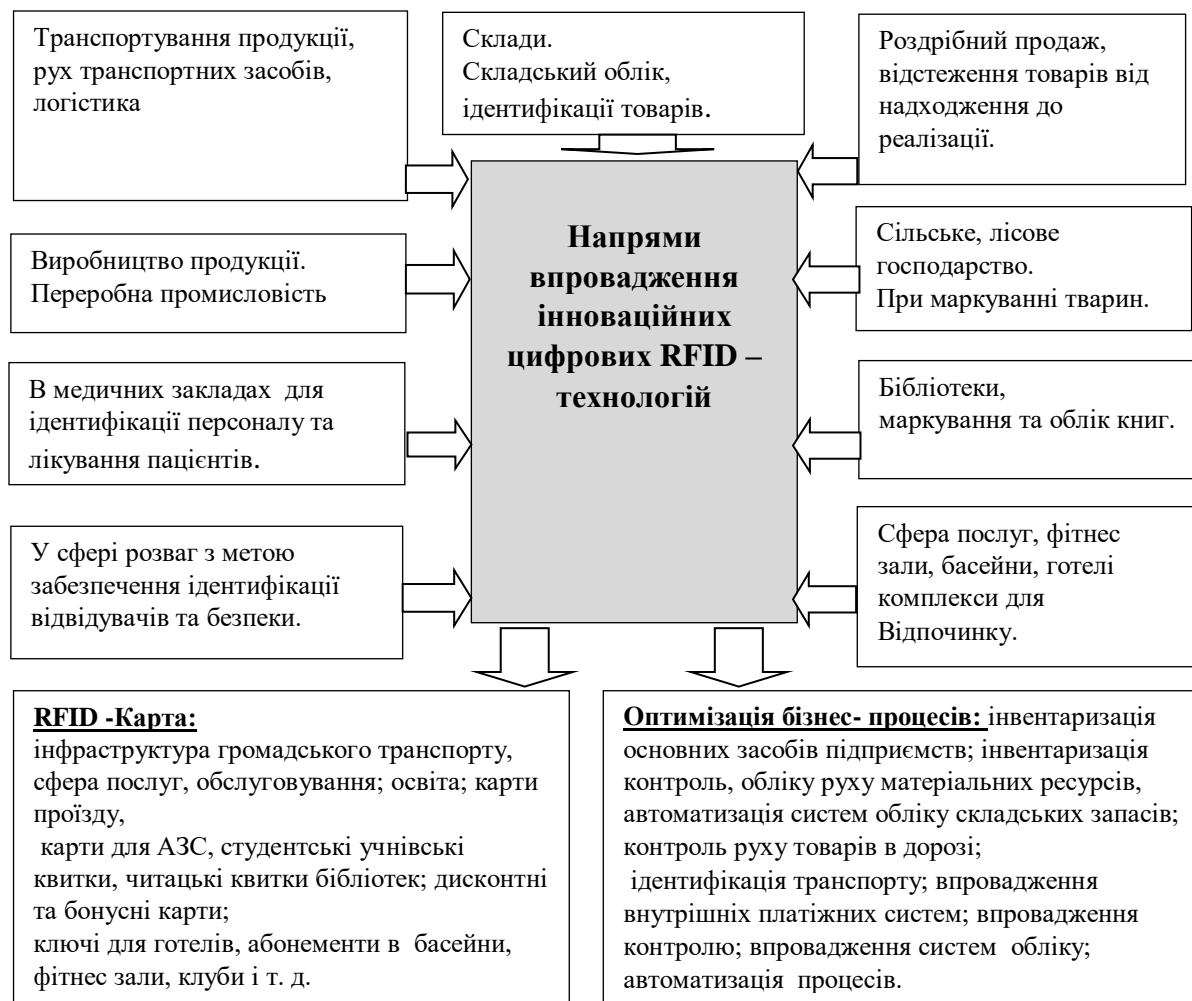 Транспортування продукції,
рух транспортних засобів,
логістика
Склади.
Складський облік,
ідентифікації товарів.
Роздрібний продаж,
відстеження товарів від
надходження до
реалізації.
Напрями
впровадження
інноваційних
цифрових RFID –
технологій
Виробництво продукції.
Переробна промисловість
Сільське, лісове
господарство.
При маркуванні тварин.
В медичних закладах для
ідентифікації персоналу та
лікування пацієнтів.
Бібліотеки,
маркування та облік книг.
У сфері розваг з метою
забезпечення ідентифікації
відвідувачів та безпеки.
Сфера послуг, фітнес
зали, басейни, готелі
комплекси для
Відпочинку.
RFID -Карта:
інфраструктура громадського транспорту,
сфера послуг, обслуговування; освіта; карти
проїзду,
карти для АЗС, студентські учнівські
квитки, читацькі квитки бібліотек; дисконтні
та бонусні карти;
ключі для готелів, абонементи в басейни,
фітнес зали, клуби і т. д.
Оптимізація бізнес- процесів: інвентаризація
основних засобів підприємств; інвентаризація
контроль, обліку руху матеріальних ресурсів,
автоматизація систем обліку складських запасів;
контроль руху товарів в дорозі;
ідентифікація транспорту; впровадження
внутрішніх платіжних систем; впровадження
контролю; впровадження систем обліку;
автоматизація процесів.